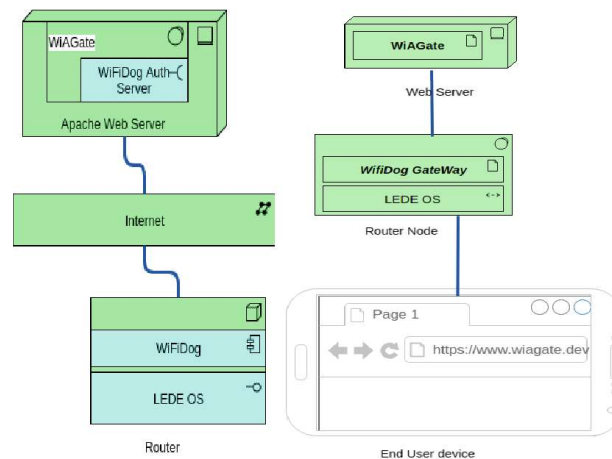 WiAGate
WiFiDog Auth
Server
Apache Web Server
Internet
WiFiDog
LEDE OS
Router
WiAGate
Web Server
WifiDog GateWay
LEDE OS
Router Node
Page 1
https://www.wiagate.dev
End User device